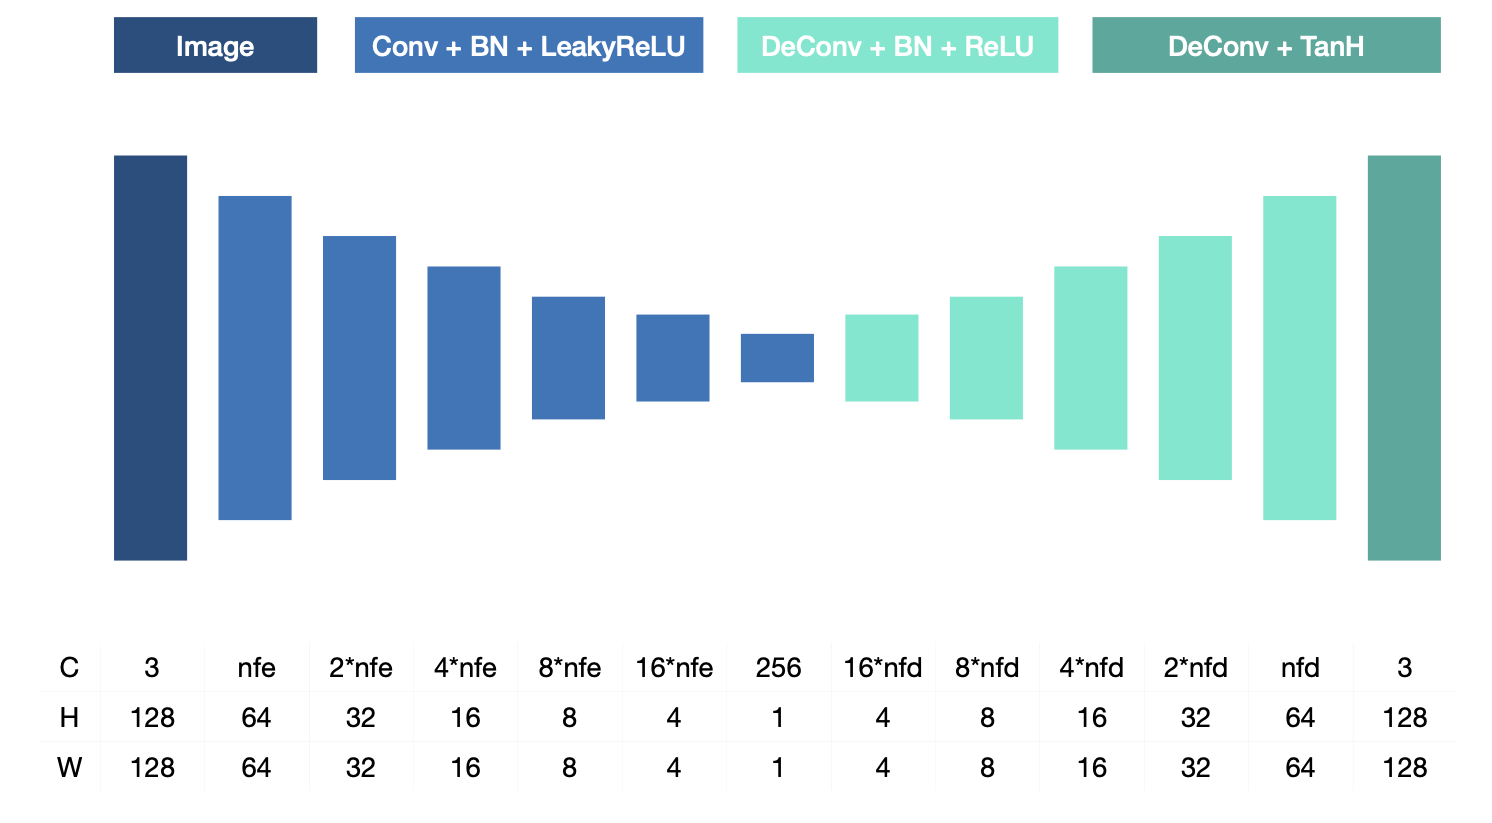 Image Conv + BN + LeakyReLU DeConv + BN + ReLU DeConv + TanH
C 3 nfe 2*nfe 4*nfe 8*nfe 16*nfe 256 16*nfd 8*nfd 4*nfd 2*nfd nfd 3
H 128 64 32 16 8 4 1 4 8 16 32 64 128
W 128 64 32 16 8 4 1 4 8 16 32 64 128